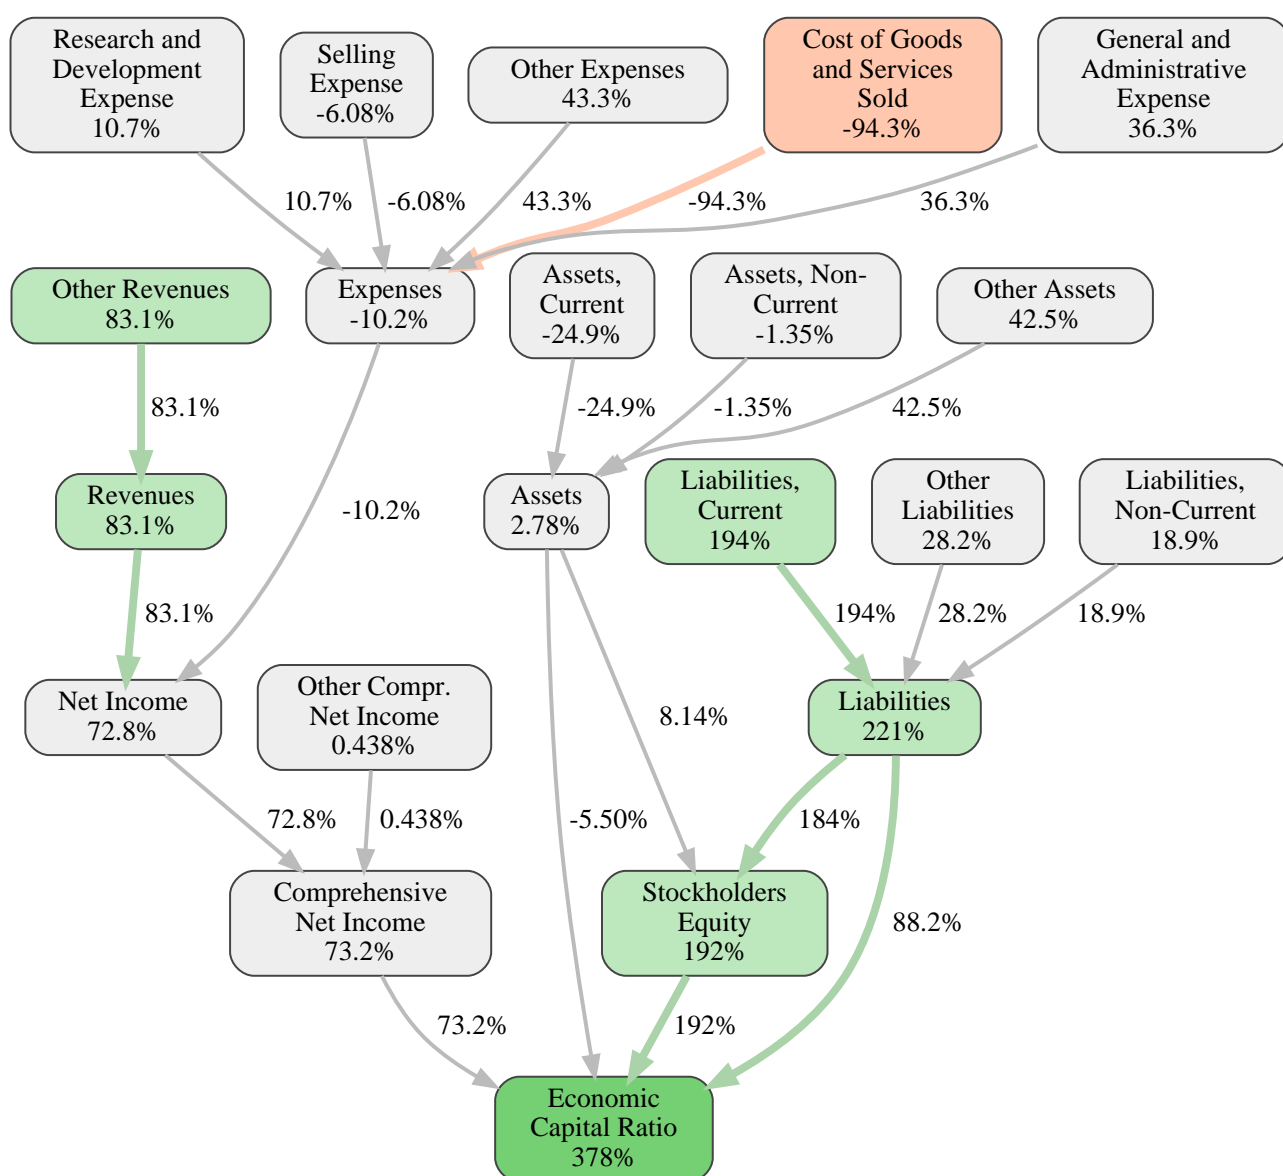 Research and
Development
Expense
10.7%
Selling
Expense
-6.08%
Other Expenses
43.3%
Cost of Goods
and Services
Sold
-94.3%
General and
Administrative
Expense
36.3%
10.7%
-6.08%
43.3%
-94.3%
36.3%
Other Revenues
83.1%
Expenses
-10.2%
Assets,
Current
-24.9%
Assets, Non-
Current
-1.35%
Other Assets
42.5%
83.1%
-24.9%
-1.35%
42.5%
Revenues
83.1%
-10.2%
Assets
2.78%
Liabilities,
Current
194%
Other
Liabilities
28.2%
Liabilities,
Non-Current
18.9%
83.1%
194%
28.2%
18.9%
Net Income
72.8%
Other Compr.
Net Income
0.438%
8.14%
Liabilities
221%
72.8%
0.438%
-5.50%
184%
Comprehensive
Net Income
73.2%
Stockholders
Equity
192%
88.2%
73.2%
192%
Economic
Capital Ratio
378%